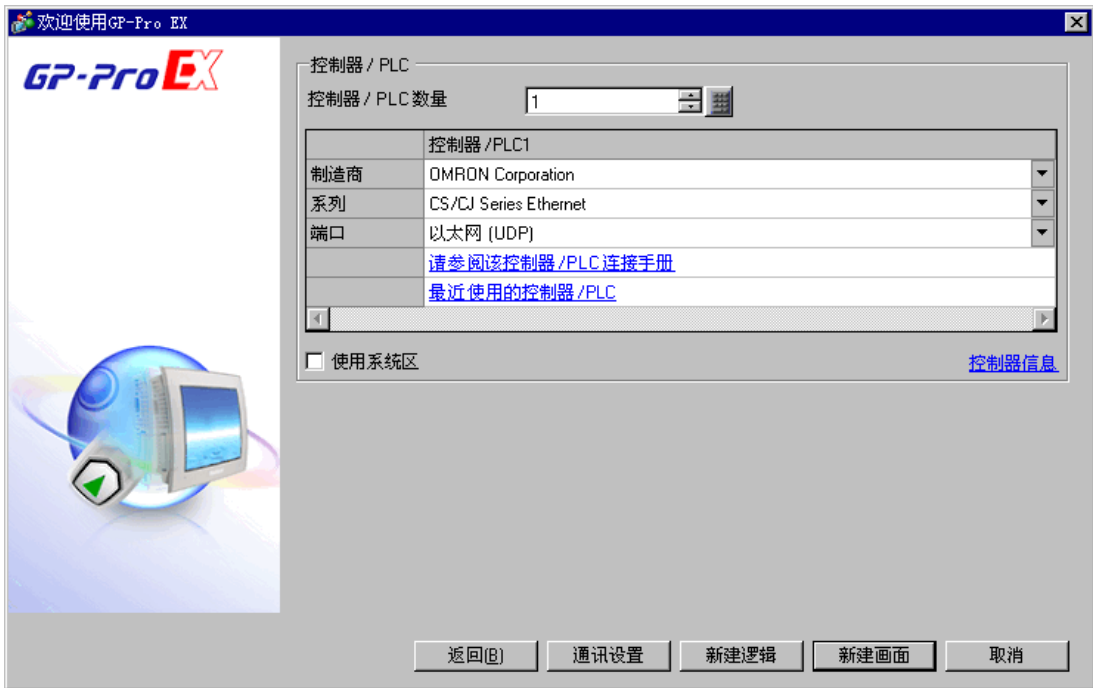 欢迎使用GP-Pro EX
GP-Pro EX
控制器 / PLC
控制器 / PLC数量 1
控制器 /PLC1
制造商 OMRON Corporation
系列 CS/CJ Series Ethernet
端口 以太网 (UDP)
请参阅该控制器 /PLC连接手册
最近使用的控制器 /PLC
使用系统区 控制器信息
返回(B) 通讯设置 新建逻辑 新建画面 取消